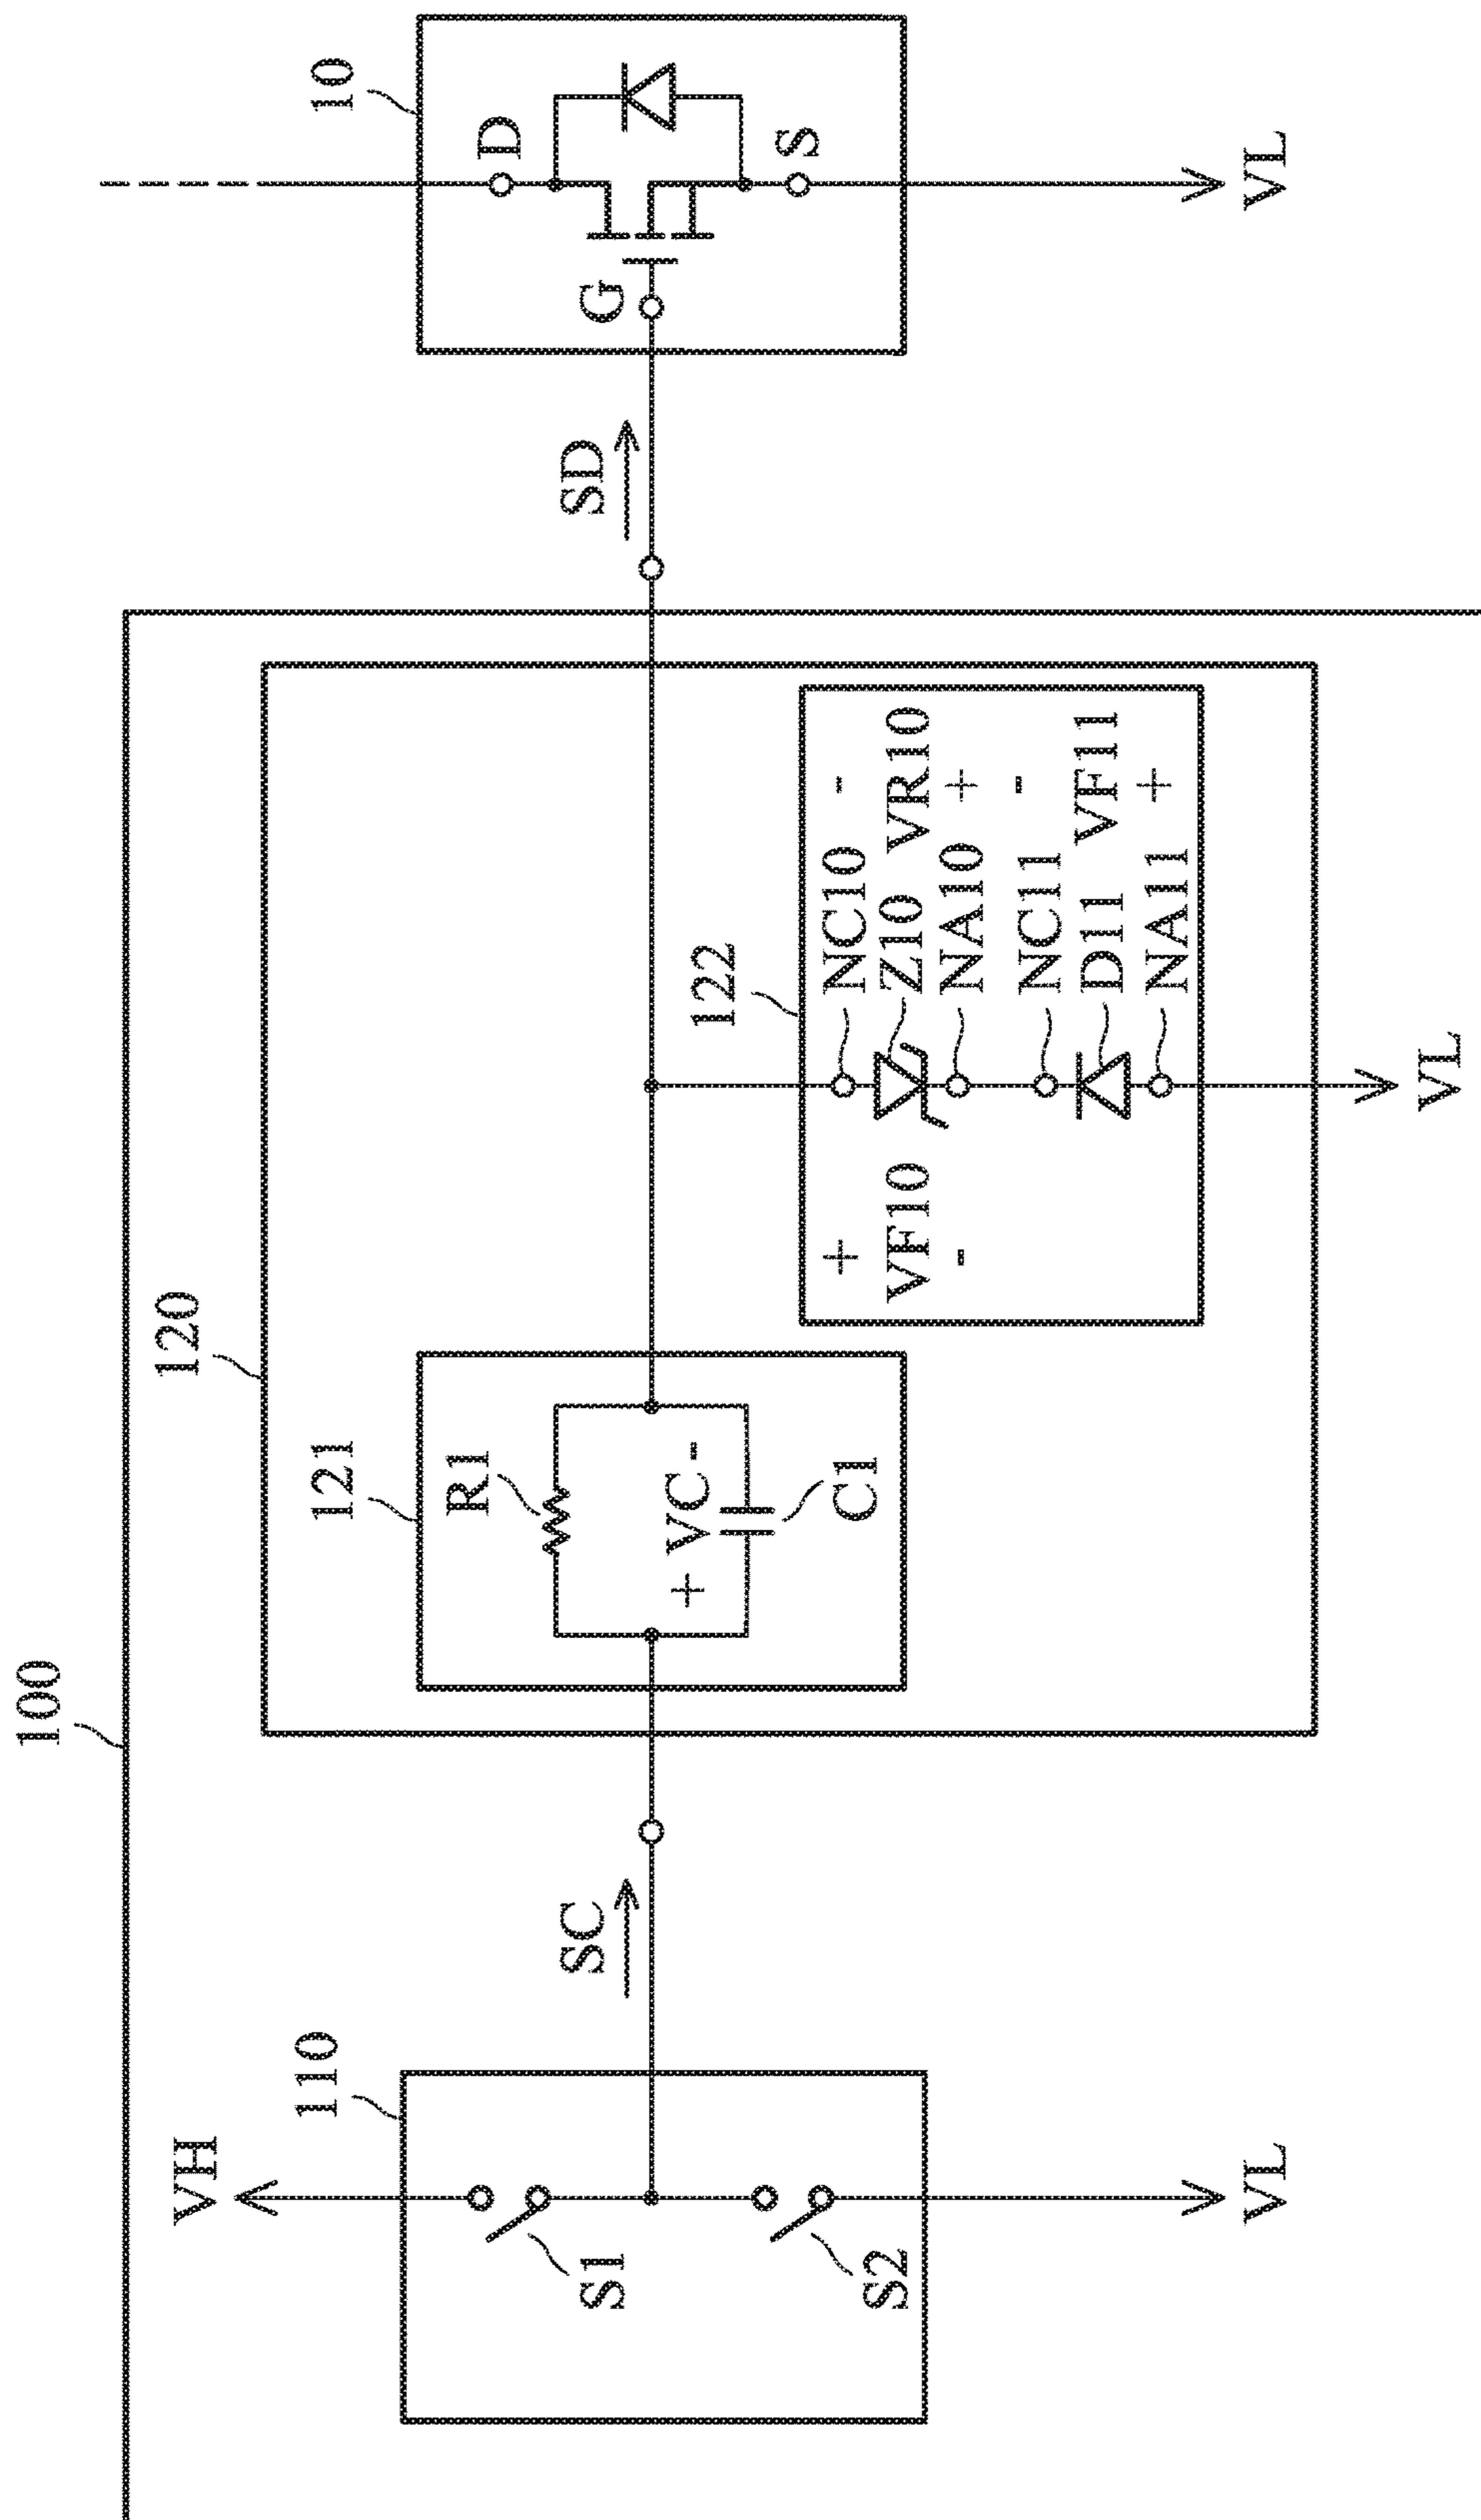 100
120
110
VH
S1
S2
VL
SC
121
R1
+ VC -
C1
122
+
VF10
-
NC10 -
Z10 VR10
NA10 +
NC11 -
D11 VF11
NA11 +
VL
SD
10
D
G
S
VL